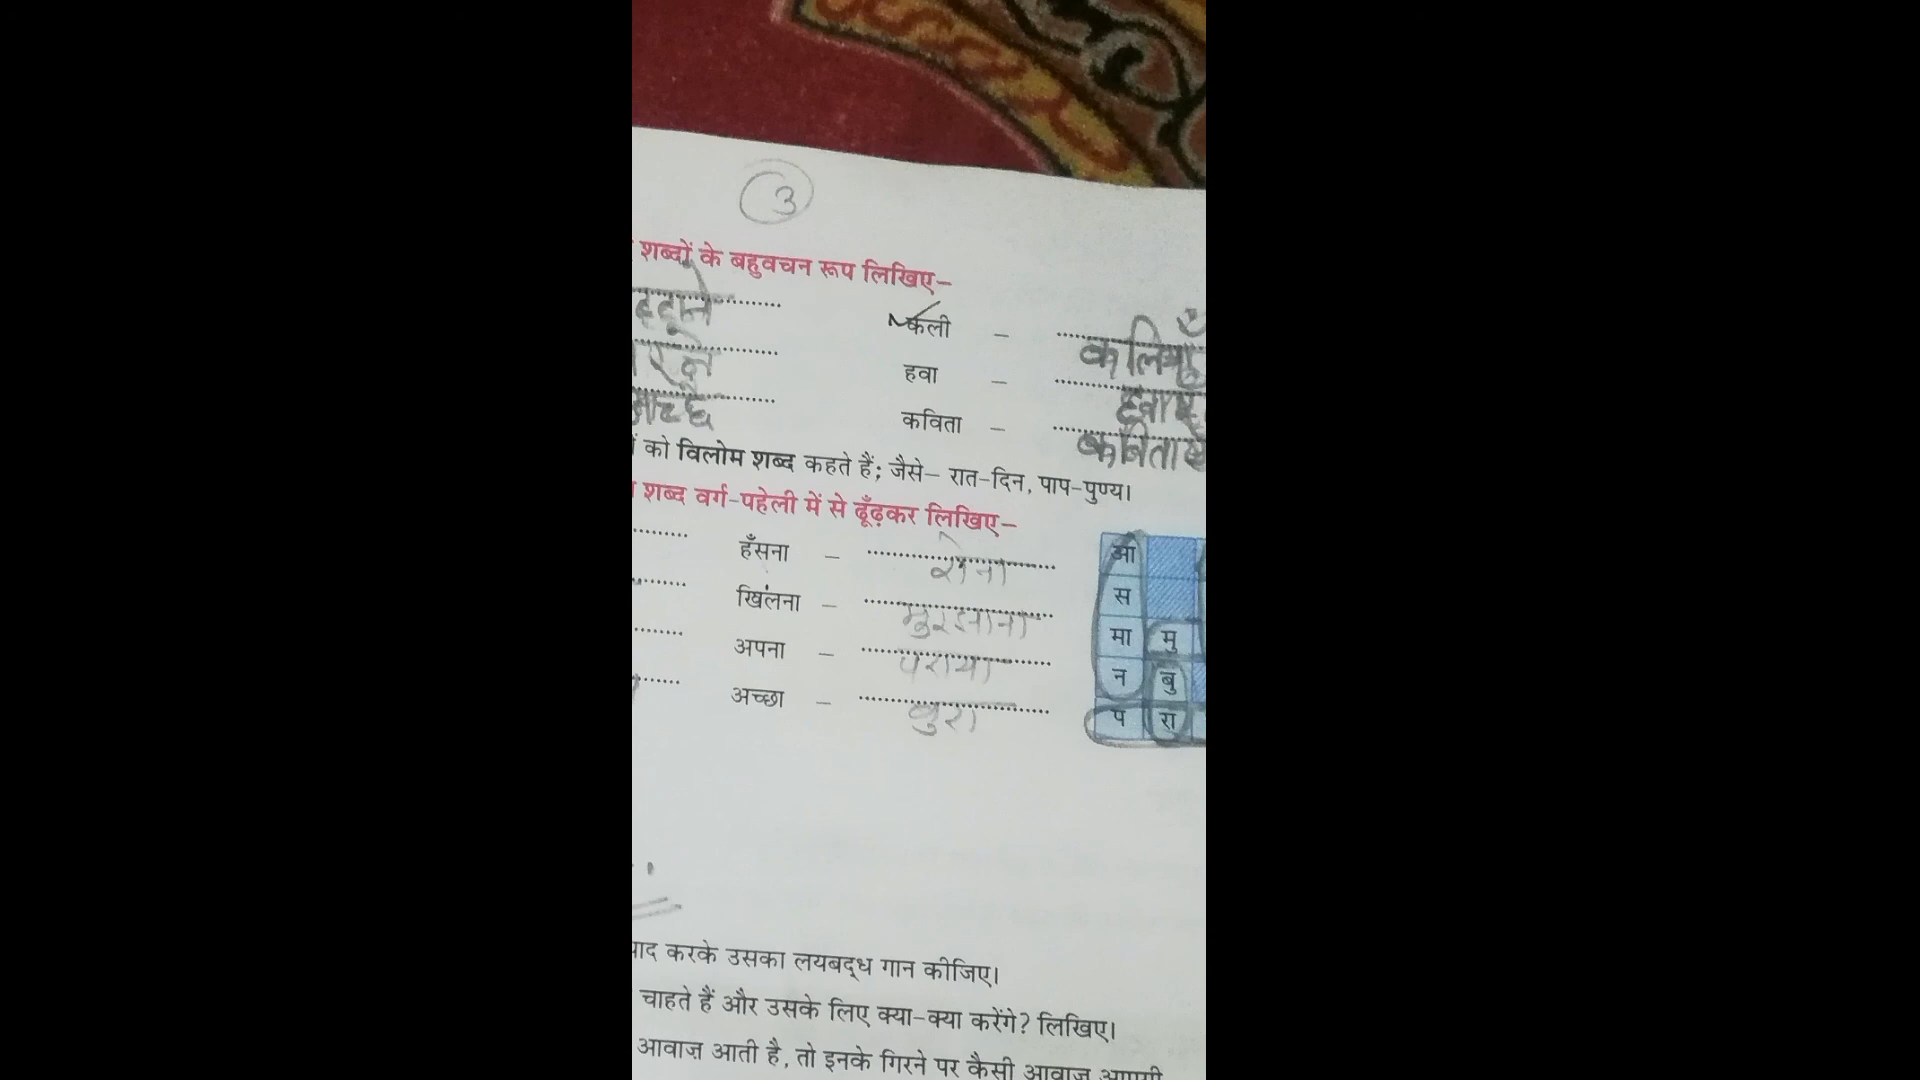 3
शब्दों के बहुवचन रूप लिखिए–
कली – कलियाँ
हवा – हवाएँ
कविता – कविताएँ
को विलोम शब्द कहते हैं; जैसे– रात-दिन, पाप-पुण्य।
शब्द वर्ग-पहेली में से ढूँढ़कर लिखिए–
हँसना – रोना
खिलना – मुरझाना
अपना – पराया
अच्छा – बुरा
आ
स
मा मु
न बु
प रा
याद करके उसका लयबद्ध गान कीजिए।
चाहते हैं और उसके लिए क्या-क्या करेंगे? लिखिए।
आवाज़ आती है, तो इनके गिरने पर कैसी आवाज़